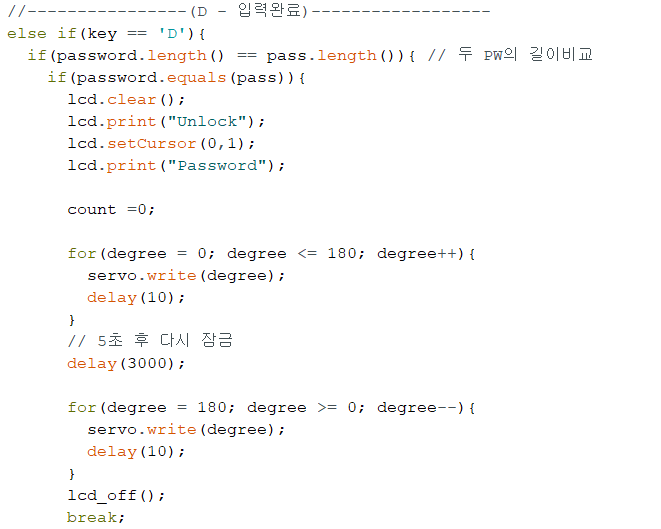 //----------------(D - 입력완료)------------------
else if(key == 'D'){
  if(password.length() == pass.length()){ // 두 PW의 길이비교
    if(password.equals(pass)){
      lcd.clear();
      lcd.print("Unlock");
      lcd.setCursor(0,1);
      lcd.print("Password");

      count =0;

      for(degree = 0; degree <= 180; degree++){
        servo.write(degree);
        delay(10);
      }
      // 5초 후 다시 잠금
      delay(3000);

      for(degree = 180; degree >= 0; degree--){
        servo.write(degree);
        delay(10);
      }
      lcd_off();
      break;